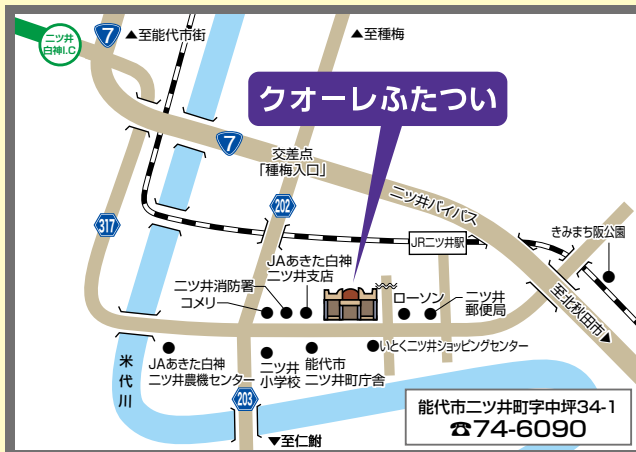 二ツ井
白神I.C
7
▲至能代市街
▲至種梅
クオーレふたつい
7
交差点
「種梅入口」
二ツ井バイパス
317
202
JR二ツ井駅
きみまち阪公園
JAあきた白神
二ツ井支店
二ツ井消防署
コメリー
ローソン
二ツ井
郵便局
至北秋田市▶
いとく二ツ井ショッピングセンター
米代川
JAあきた白神
二ツ井農機センター
二ツ井
小学校
能代市
二ツ井町庁舎
203
▼至仁鮒
能代市二ツ井町字中坪34-1
☎74-6090